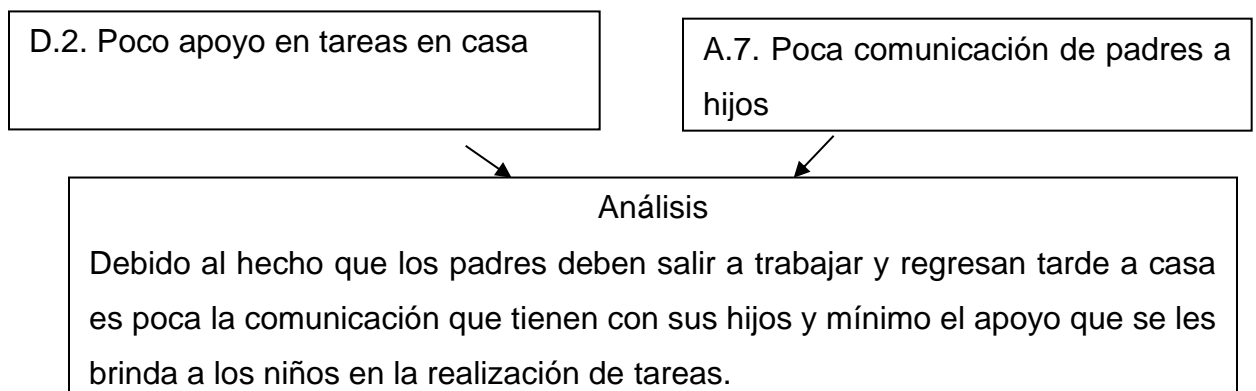 D.2. Poco apoyo en tareas en casa
A.7. Poca comunicación de padres a
hijos
Análisis
Debido al hecho que los padres deben salir a trabajar y regresan tarde a casa
es poca la comunicación que tienen con sus hijos y mínimo el apoyo que se les
brinda a los niños en la realización de tareas.